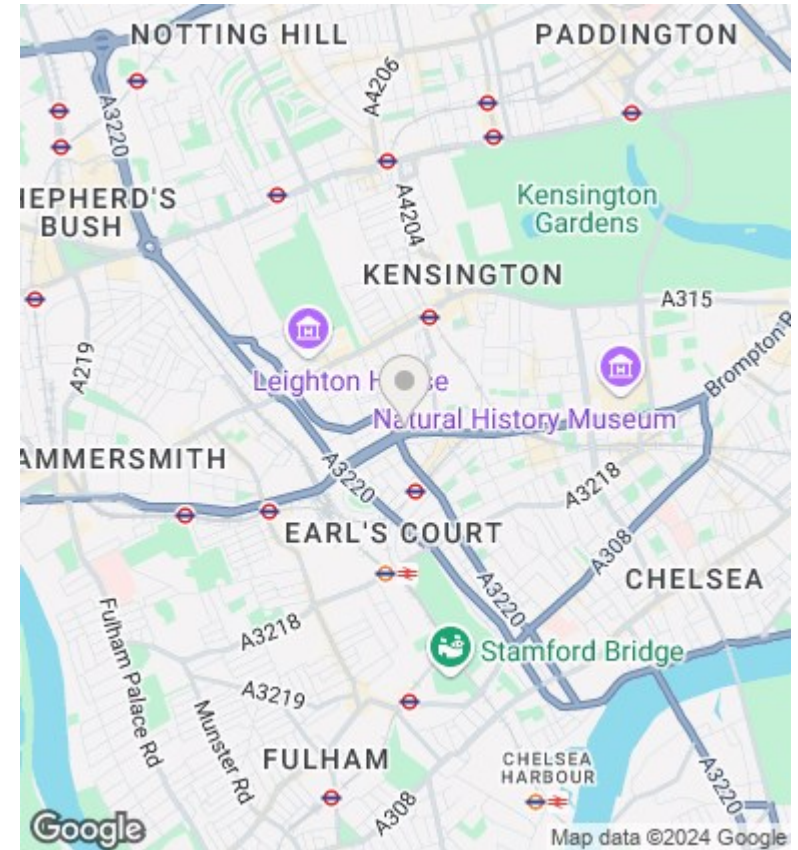 NOTTING HILL
PADDINGTON
A4206
A3220
HEPHERD'S
BUSH
A4204
Kensington
Gardens
KENSINGTON
A315
A219
Leighton H se
Brompton R
Natural History Museum
AMMERSMITH
A3220
A3218
EARL'S COURT
A308
CHELSEA
A3220
Fulham Palace Rd
A3218
Stamford Bridge
A3219
Munster Rd
FULHAM
CHELSEA
HARBOUR
A308
A3220
Google
Map data ©2024 Google